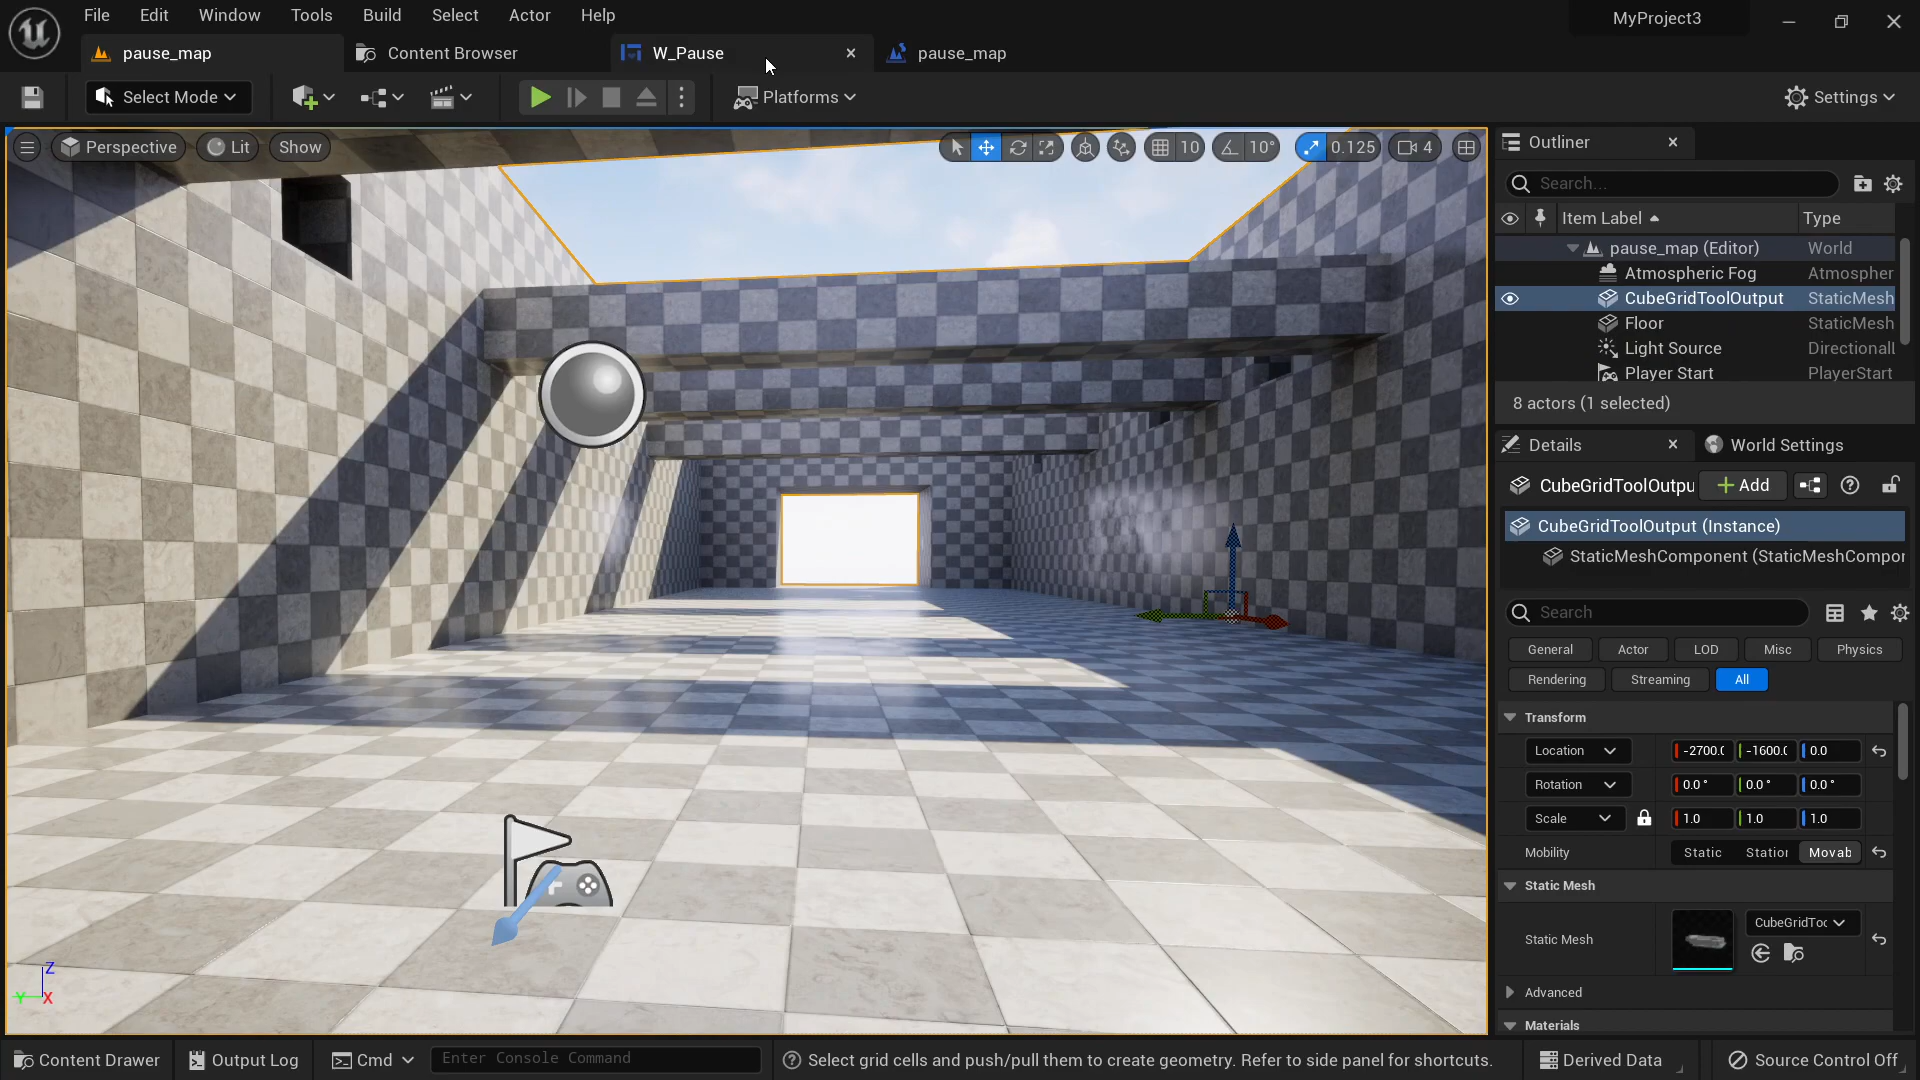 File Edit Window Tools Build Select Actor Help
MyProject3
pause_map
Content Browser
W_Pause
pause_map
Select Mode
Platforms
Settings
Perspective
Lit
Show
10
10°
0.125
4
Outliner
Search...
Item Label
Type
pause_map (Editor) World
Atmospheric Fog Atmospher
CubeGridToolOutput StaticMesh
Floor StaticMesh
Light Source Directionall
Player Start PlayerStart
8 actors (1 selected)
Details
World Settings
CubeGridToolOutpu
Add
CubeGridToolOutput (Instance)
StaticMeshComponent (StaticMeshCompor
Search
General Actor LOD Misc Physics
Rendering Streaming All
Transform
Location -2700.( -1600.( 0.0
Rotation 0.0 ° 0.0 ° 0.0 °
Scale 1.0 1.0 1.0
Mobility Static Station Movab
Static Mesh
Static Mesh
CubeGridToc
Advanced
Materials
Z
Y
X
Content Drawer
Output Log
Cmd
Enter Console Command
Select grid cells and push/pull them to create geometry. Refer to side panel for shortcuts.
Derived Data
Source Control Off